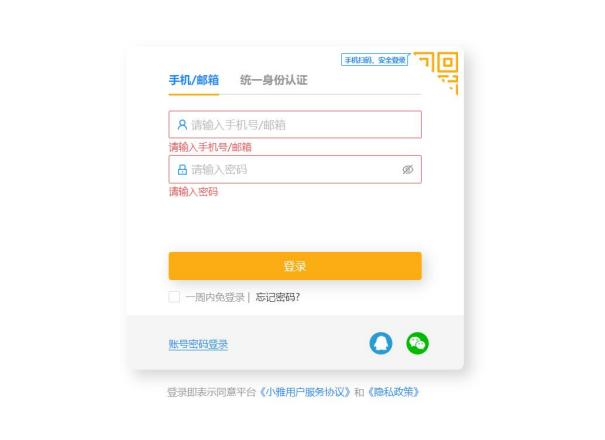 手机扫码，安全登录
手机/邮箱 统一身份认证
请输入手机号/邮箱
请输入手机号/邮箱
请输入密码
请输入密码
登录
一周内免登录 | 忘记密码?
账号密码登录
登录即表示同意平台《小雅用户服务协议》和《隐私政策》